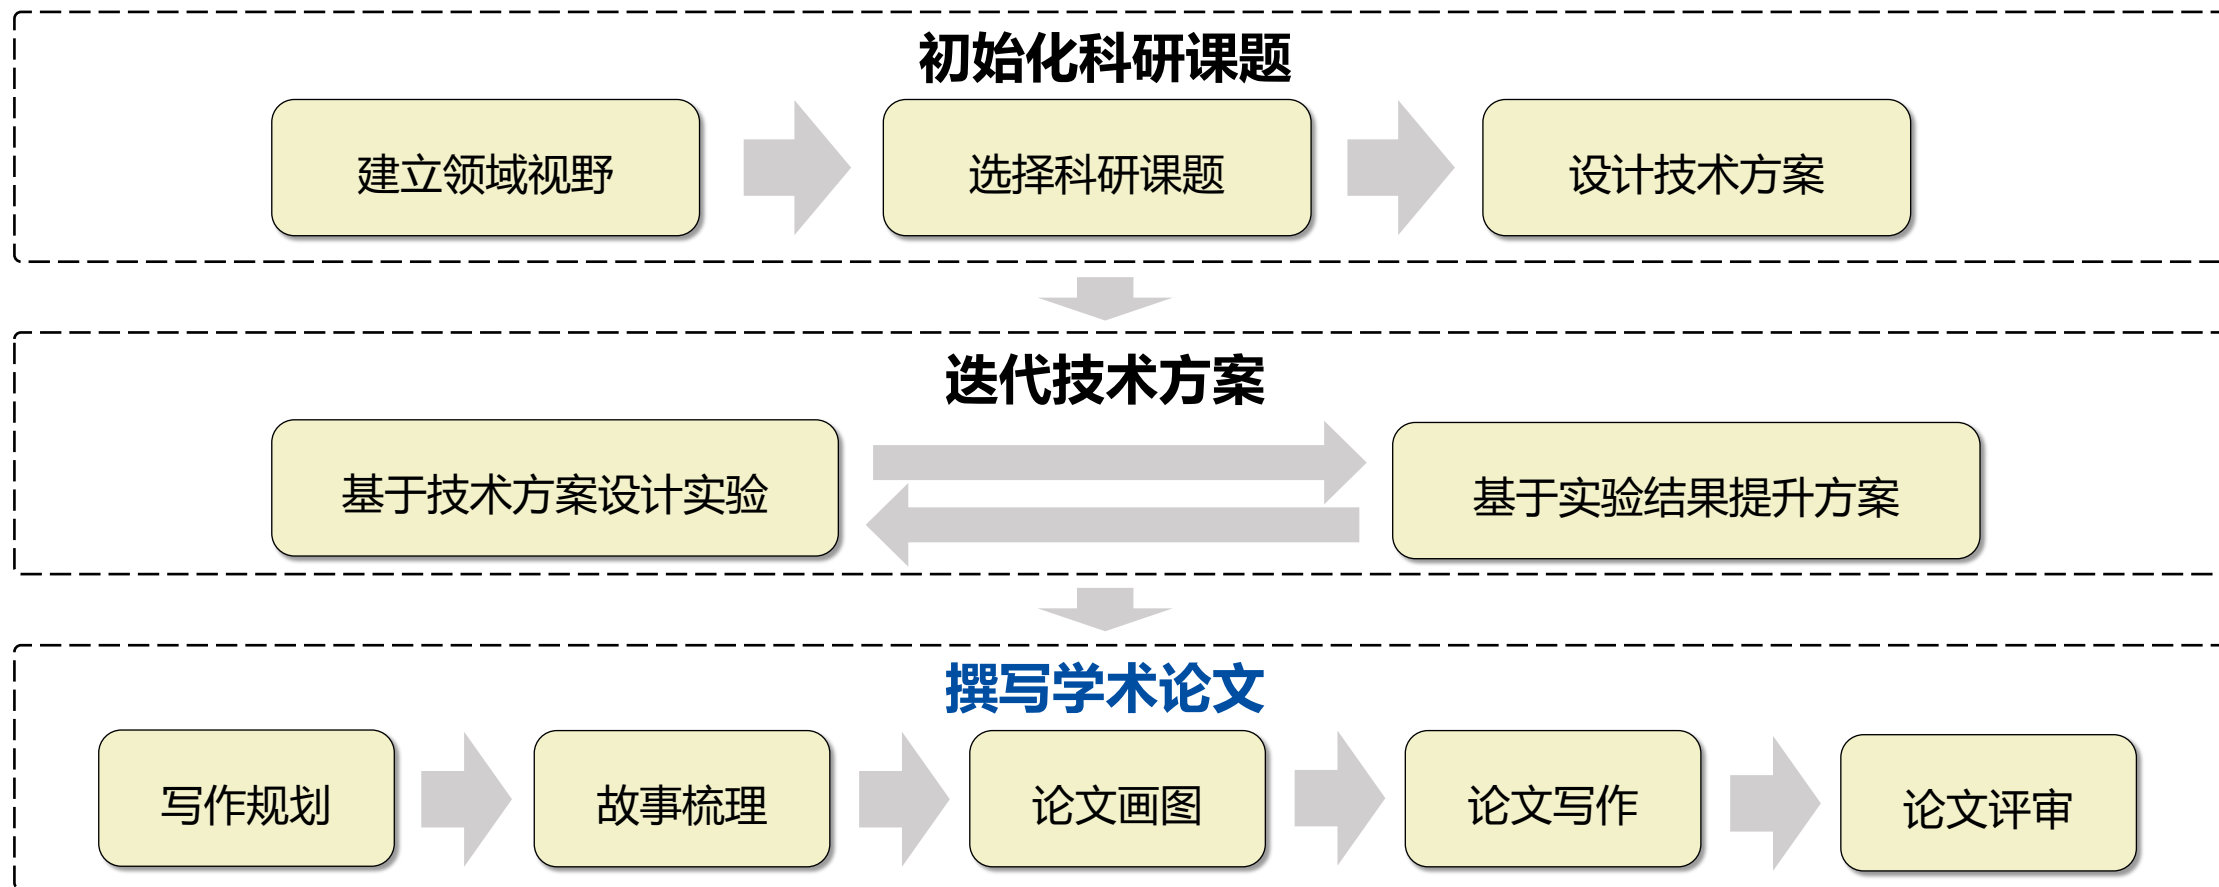 初始化科研课题
建立领域视野
选择科研课题
设计技术方案
迭代技术方案
基于技术方案设计实验
基于实验结果提升方案
撰写学术论文
写作规划
故事梳理
论文画图
论文写作
论文评审